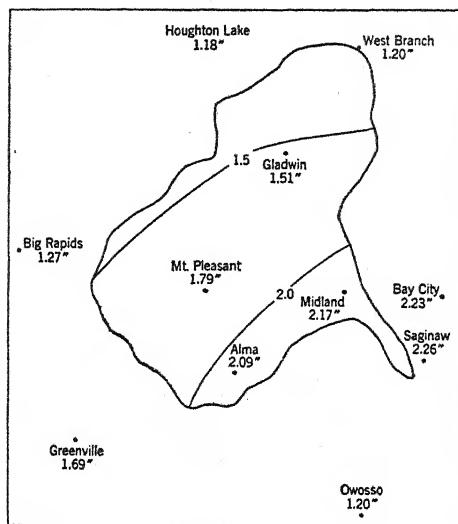 Houghton Lake
1.18"
West Branch
1.20"
1.5
Gladwin
1.51"
Big Rapids
1.27"
Mt. Pleasant
1.79"
2.0
Midland
2.17"
Bay City
2.23"
Saginaw
2.26"
Alma
2.09"
Greenville
1.69"
Owosso
1.20"